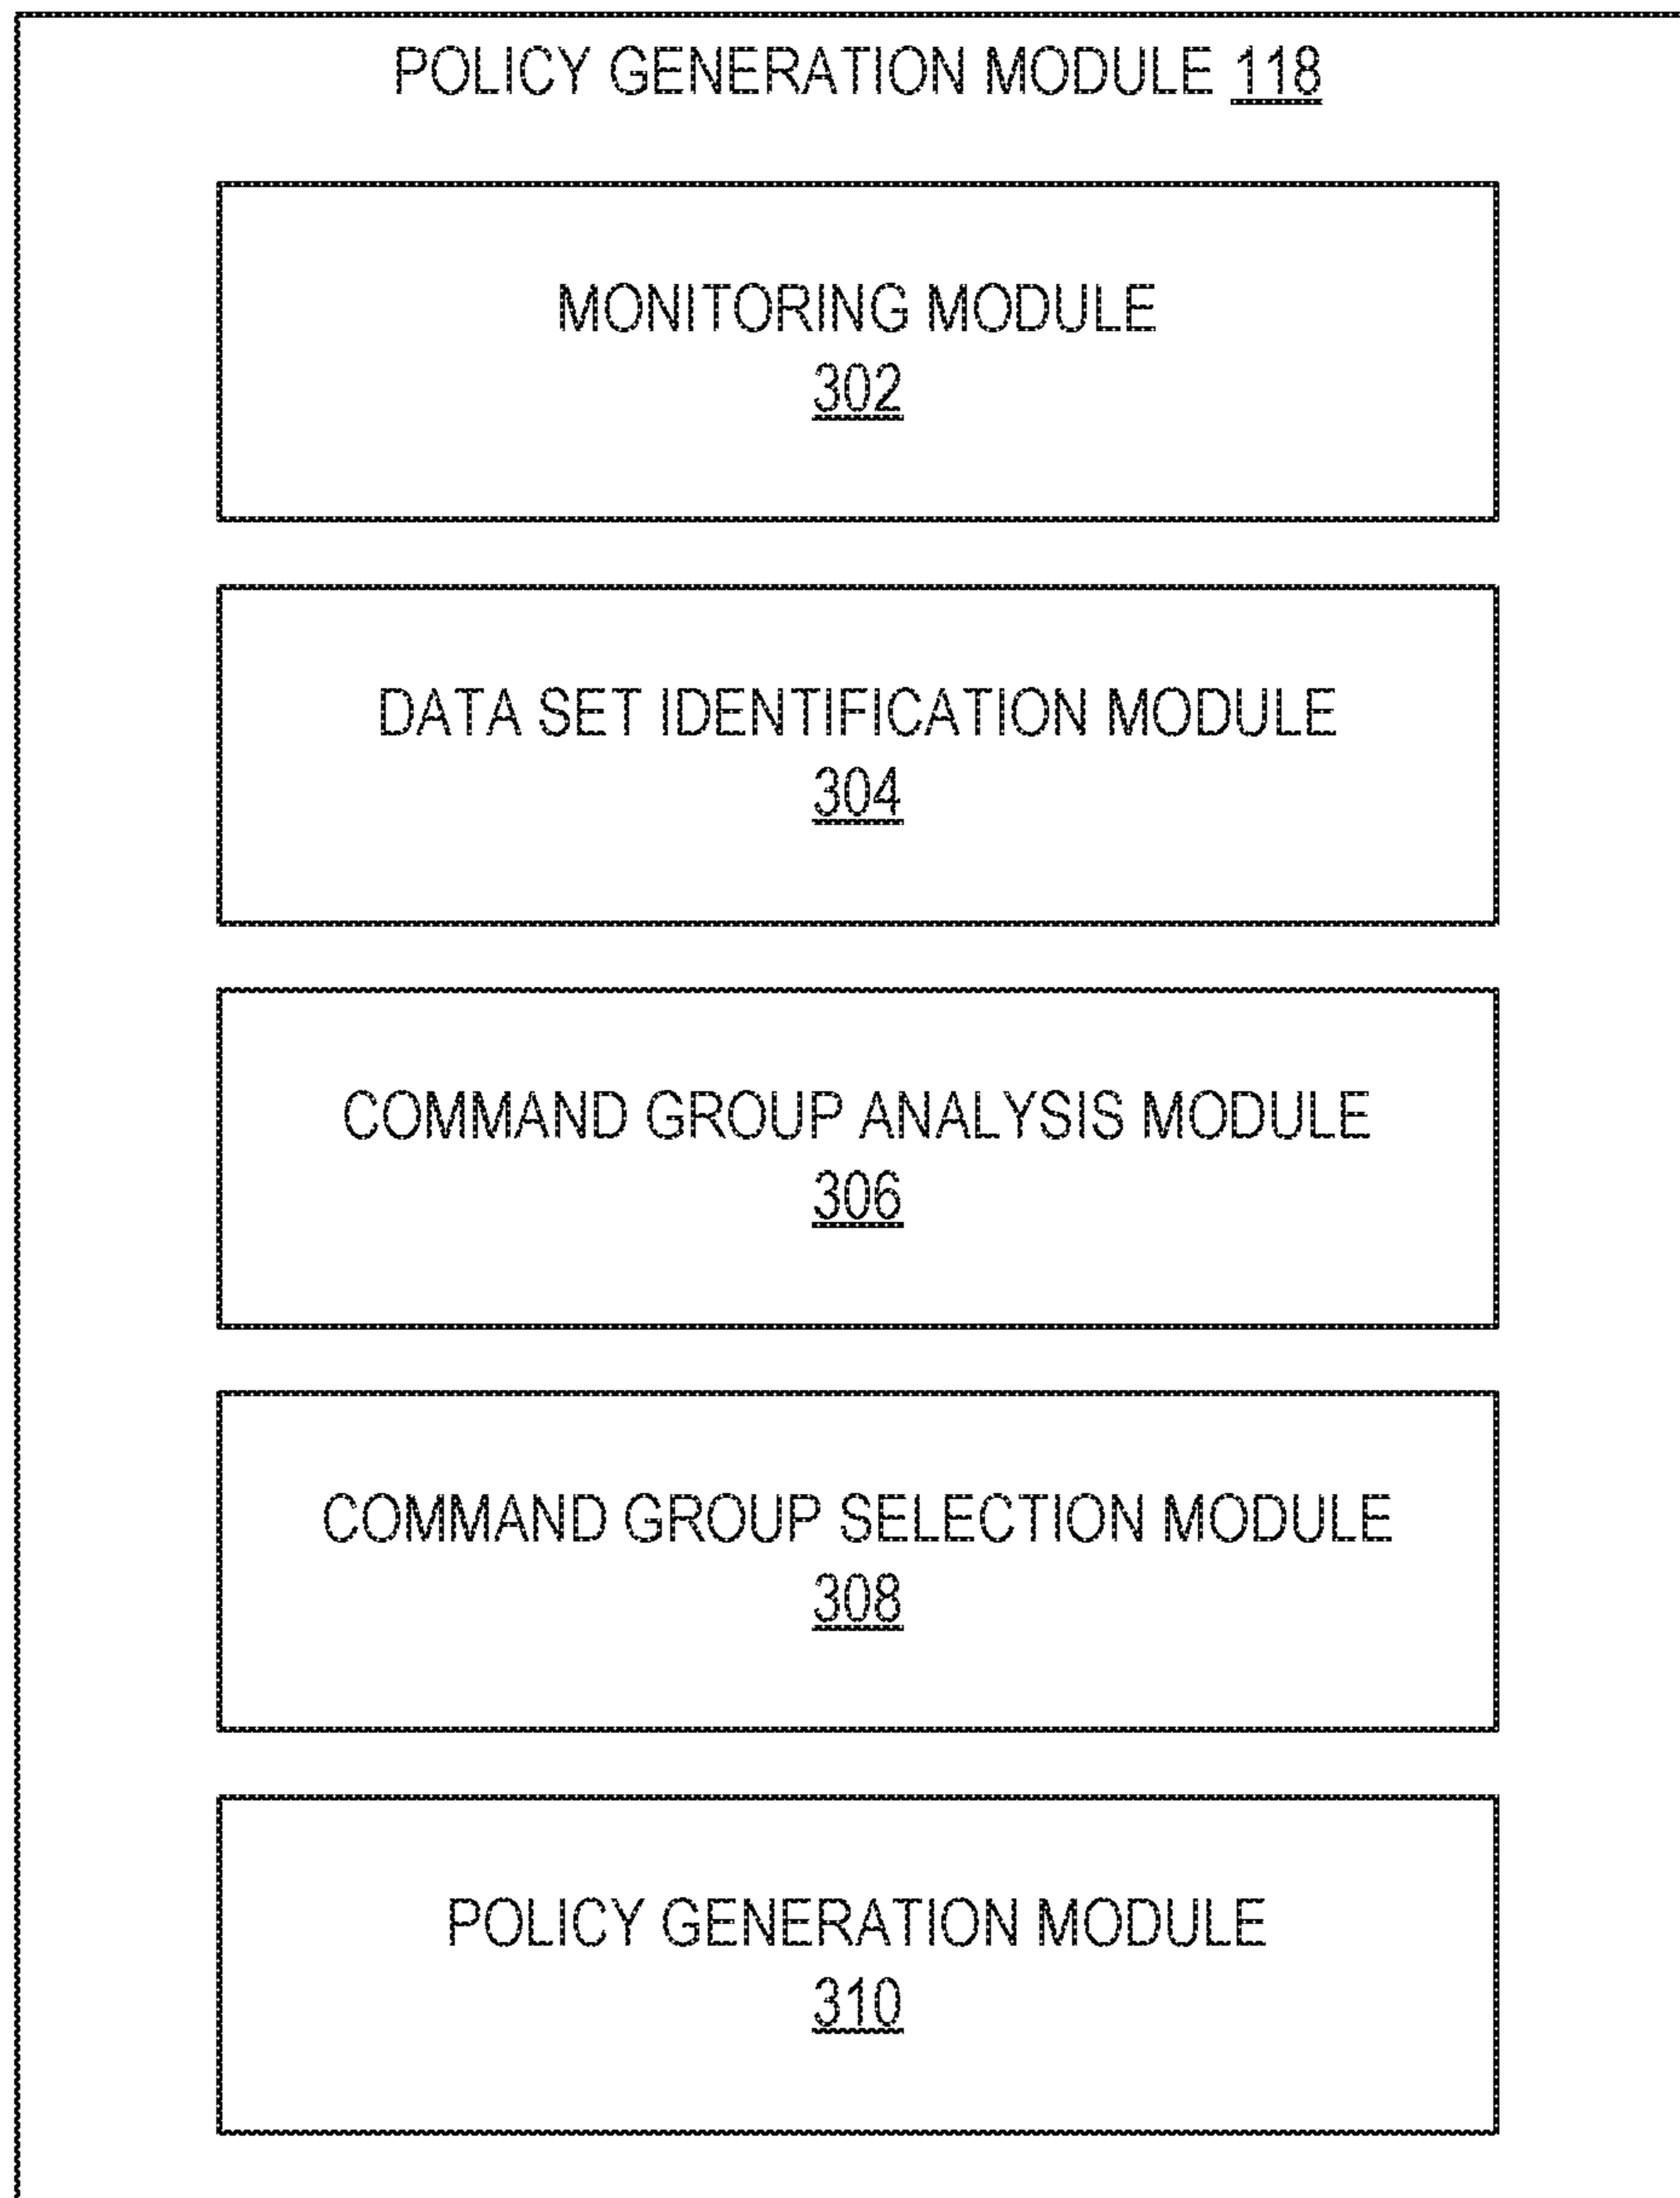 POLICY GENERATION MODULE 118
MONITORING MODULE
302
DATA SET IDENTIFICATION MODULE
304
COMMAND GROUP ANALYSIS MODULE
306
COMMAND GROUP SELECTION MODULE
308
POLICY GENERATION MODULE
310